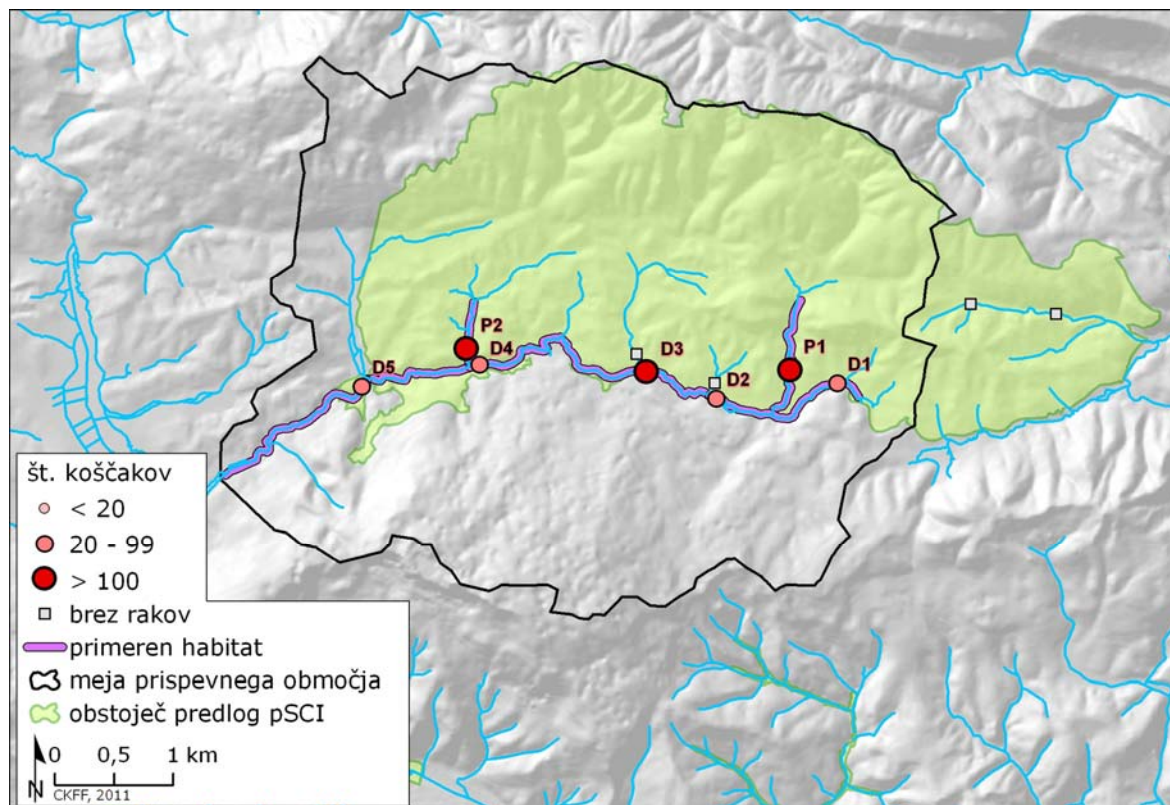 P2
D4
D5
D3
P1
D1
D2
št. koščakov
< 20
20 - 99
> 100
brez rakov
primeren habitat
meja prispevnega območja
obstoječ predlog pSCI
0 0,5 1 km
N
CKFF, 2011